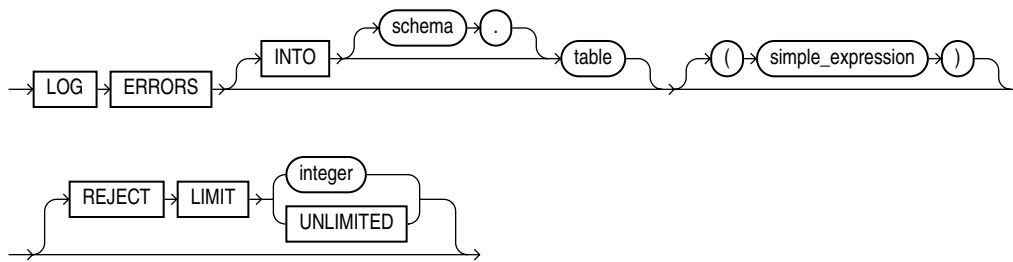 schema .
INTO table ( simple_expression )
LOG ERRORS
integer
REJECT LIMIT
UNLIMITED